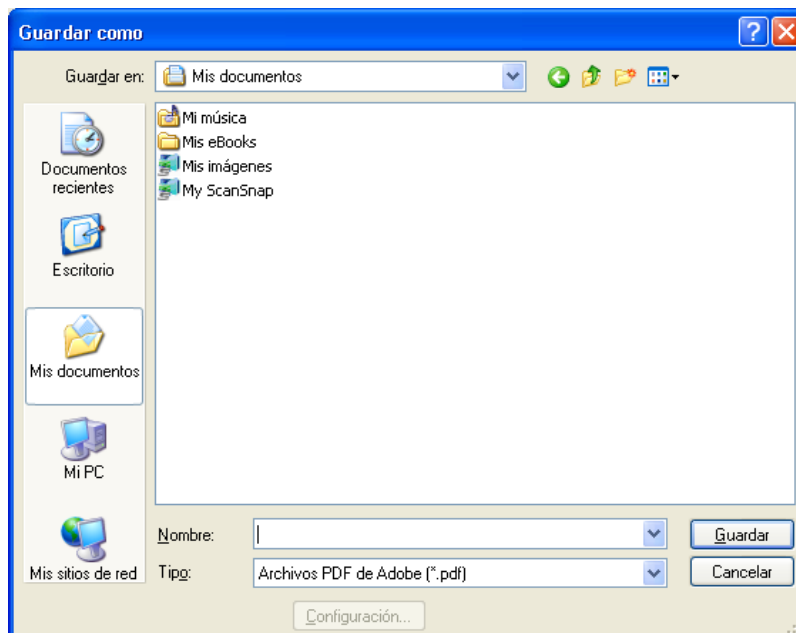 Guardar como
Guardar en:
Mis documentos
Mi música
Mis eBooks
Mis imágenes
My ScanSnap
Documentos
recientes
Escritorio
Mis documentos
Mi PC
Mis sitios de red
Nombre:
Guardar
Tipo:
Archivos PDF de Adobe (*.pdf)
Cancelar
Configuración...